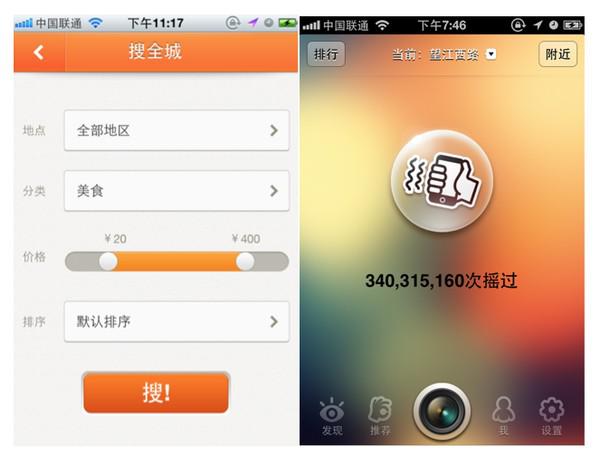 中国联通 下午11:17
搜全城
地点 全部地区
分类 美食
¥20 ¥400
价格
排序 默认排序
搜!
中国联通 下午7:46
排行 当前: 望江西路 附近
340,315,160次摇过
发现 推荐 我 设置